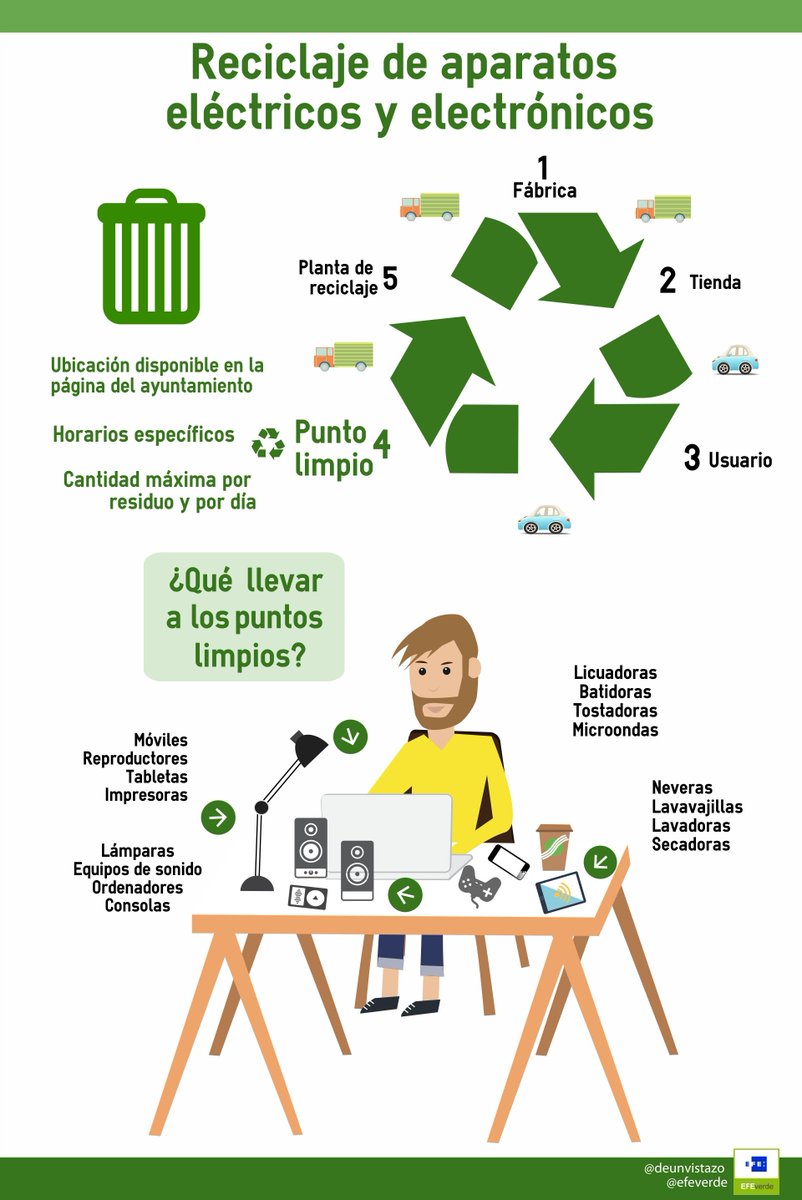 Reciclaje de aparatos
eléctricos y electrónicos
1
Fábrica
2 Tienda
3 Usuario
Punto 4
limpio
Planta de 5
reciclaje
Ubicación disponible en la
página del ayuntamiento
Horarios específicos
Cantidad máxima por
residuo y por día
¿Qué llevar
a los puntos
limpios?
Móviles
Reproductores
Tabletas
Impresoras
Lámparas
Equipos de sonido
Ordenadores
Consolas
Licuadoras
Batidoras
Tostadoras
Microondas
Neveras
Lavavajillas
Lavadoras
Secadoras
@deunvistazo
@efeverde
EFE:
EFEverde